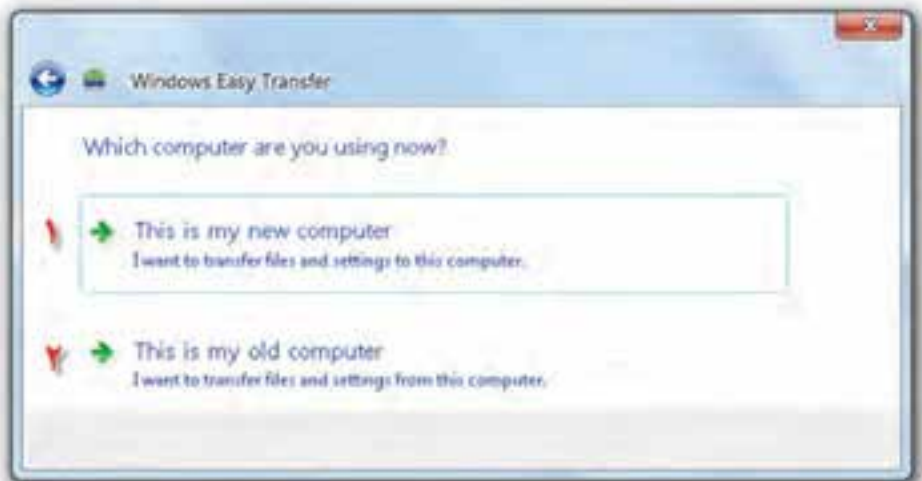 Windows Easy Transfer
Which computer are you using now?
۱
This is my new computer
I want to transfer files and settings to this computer.
۲
This is my old computer
I want to transfer files and settings from this computer.